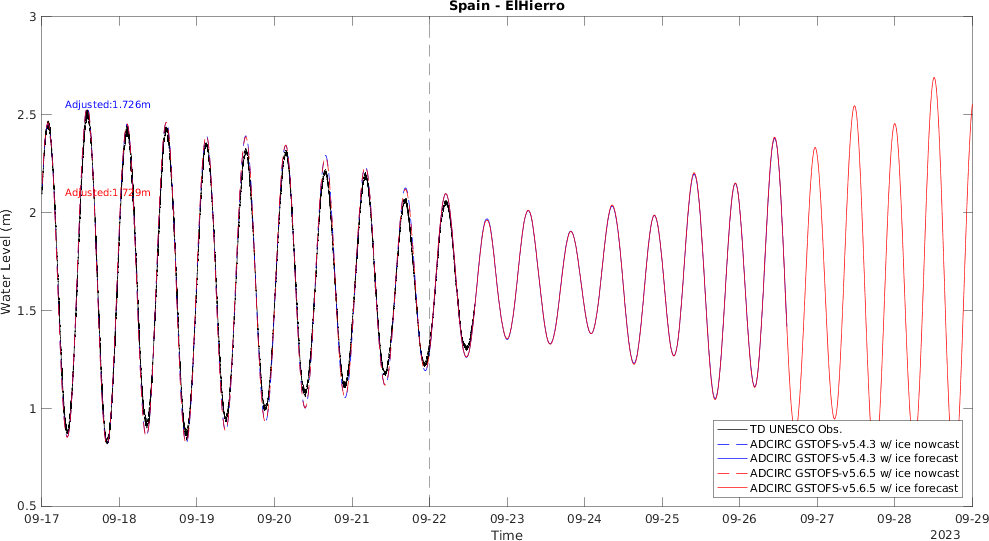 Spain - ElHierro
Adjusted:1.726m
Adjusted:1.729m
Water Level (m)
3
2.5
2
1.5
1
0.5
TD UNESCO Obs.
ADCIRC GSTOFS-v5.4.3 w/ ice nowcast
ADCIRC GSTOFS-v5.4.3 w/ ice forecast
ADCIRC GSTOFS-v5.6.5 w/ ice nowcast
ADCIRC GSTOFS-v5.6.5 w/ ice forecast
09-17 09-18 09-19 09-20 09-21 09-22 09-23 09-24 09-25 09-26 09-27 09-28 09-29
Time
2023